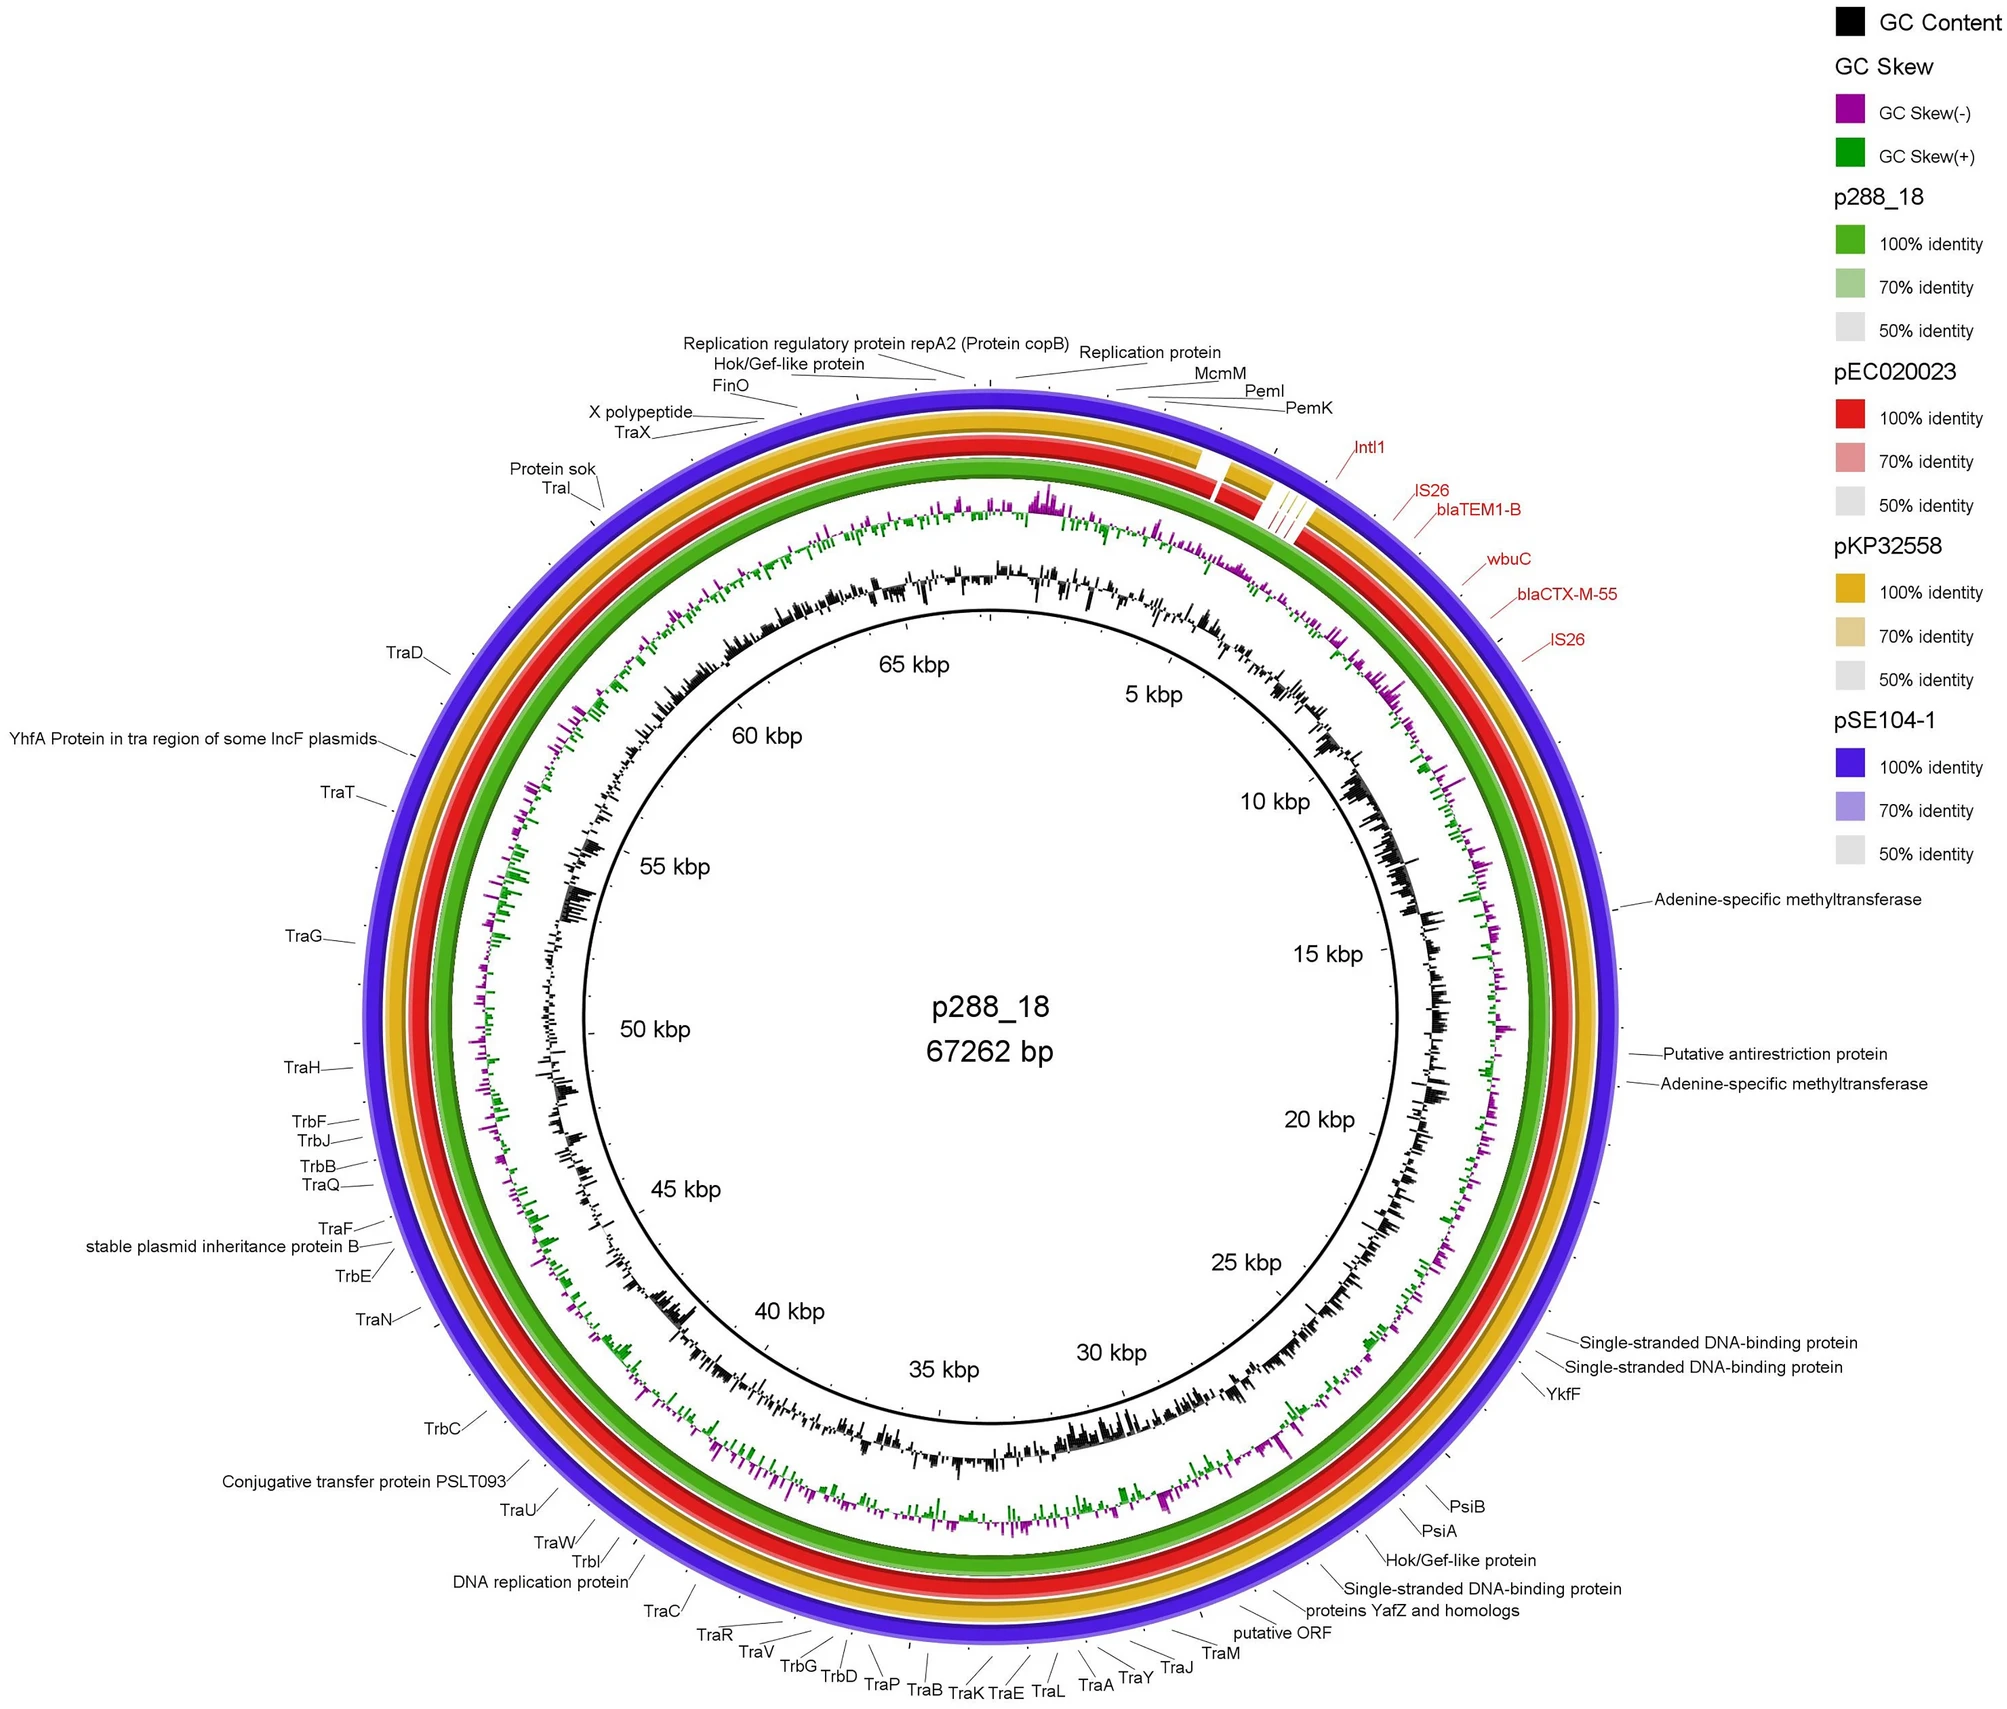 GC Content
GC Skew
GC Skew(-)
GC Skew(+)
p288_18
100% identity
70% identity
50% identity
pEC020023
100% identity
70% identity
50% identity
pKP32558
100% identity
70% identity
50% identity
pSE104-1
100% identity
70% identity
50% identity
Replication regulatory protein repA2 (Protein copB)
Hok/Gef-like protein
FinO
X polypeptide
TraX
Protein sok
TraI
TraD
YhfA Protein in tra region of some IncF plasmids
TraT
TraG
TraH
TrbF
TrbJ
TrbB
TraQ
TraF
stable plasmid inheritance protein B
TrbE
TraN
TrbC
Conjugative transfer protein PSLT093
TraU
TraW
TrbI
DNA replication protein
TraC
TraR
TraV
TrbG
TrbD
TraP
TraB
TraK
TraE
TraL
TraA
TraY
TraJ
TraM
putative ORF
proteins YafZ and homologs
Single-stranded DNA-binding protein
Hok/Gef-like protein
PsiA
PsiB
YkfF
Single-stranded DNA-binding protein
Single-stranded DNA-binding protein
Adenine-specific methyltransferase
Putative antirestriction protein
Adenine-specific methyltransferase
IS26
blaCTX-M-55
wbuC
blaTEM1-B
IS26
IntI1
PemK
PemI
McmM
Replication protein
5 kbp
10 kbp
15 kbp
20 kbp
25 kbp
30 kbp
35 kbp
40 kbp
45 kbp
50 kbp
55 kbp
60 kbp
65 kbp
p288_18
67262 bp